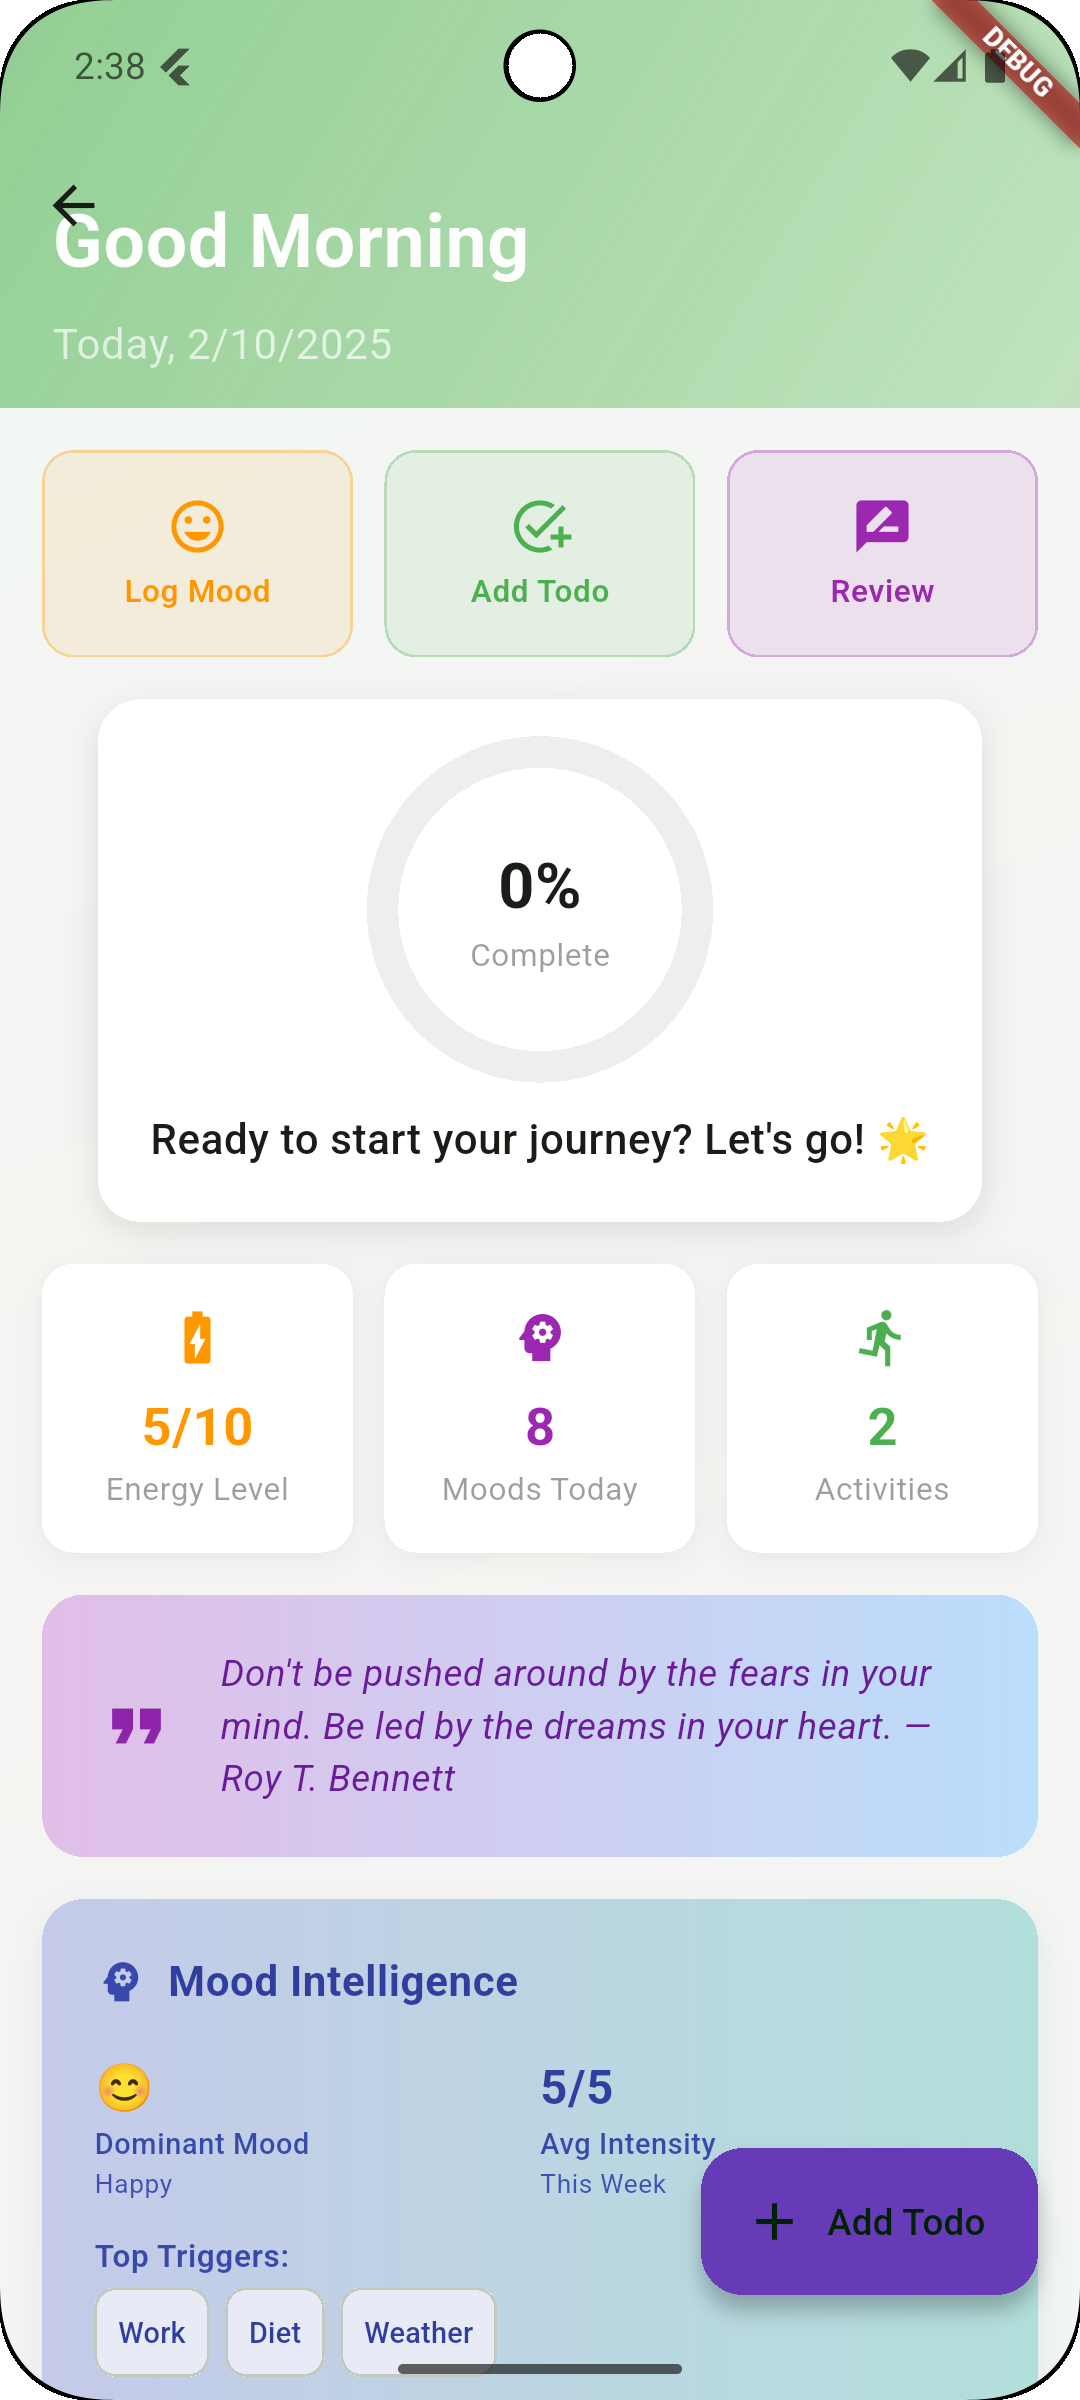 2:38
DEBUG
Good Morning
Today, 2/10/2025
Log Mood
Add Todo
Review
0%
Complete
Ready to start your journey? Let's go! 🌟
5/10
Energy Level
8
Moods Today
2
Activities
Don't be pushed around by the fears in your
mind. Be led by the dreams in your heart. —
Roy T. Bennett
Mood Intelligence
😊
Dominant Mood
Happy
5/5
Avg Intensity
This Week
Add Todo
Top Triggers:
Work
Diet
Weather